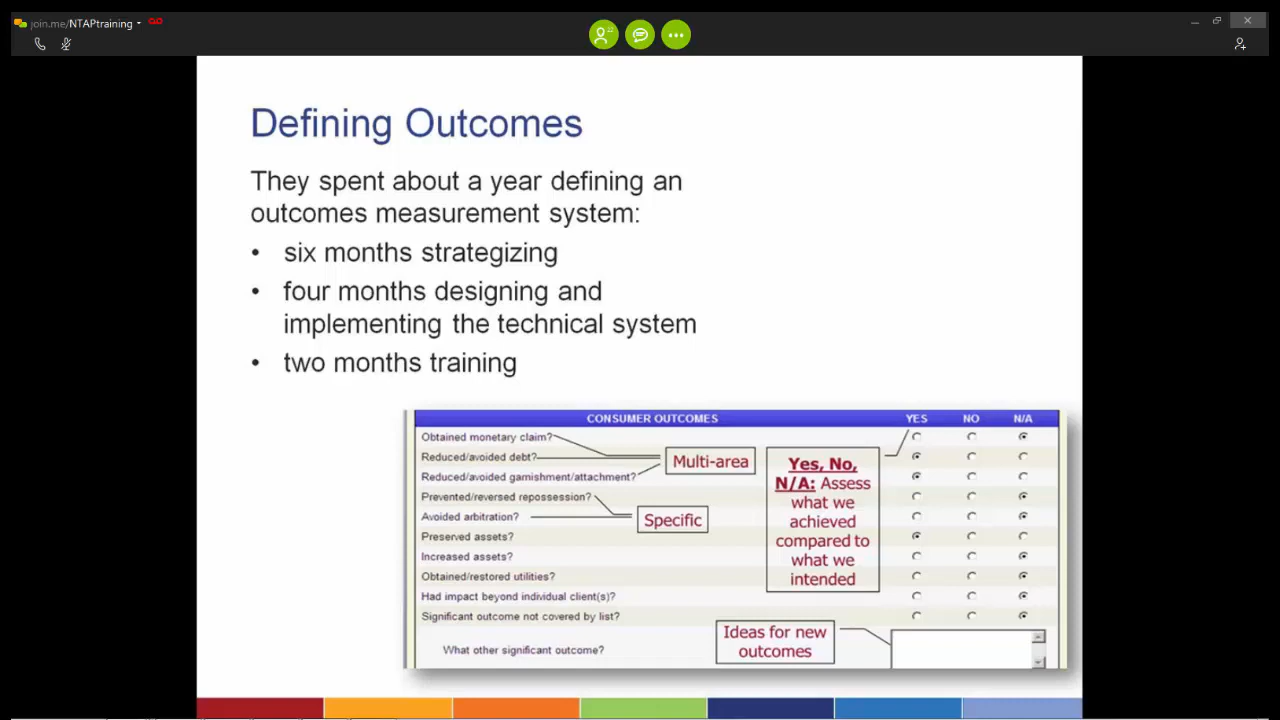 join.me/NTAPtraining
22
Defining Outcomes
They spent about a year defining an
outcomes measurement system:
• six months strategizing
• four months designing and
implementing the technical system
• two months training
CONSUMER OUTCOMES YES NO N/A
Obtained monetary claim?
Reduced/avoided debt?
Reduced/avoided garnishment/attachment?
Prevented/reversed repossession?
Avoided arbitration?
Preserved assets?
Increased assets?
Obtained/restored utilities?
Had impact beyond individual client(s)?
Significant outcome not covered by list?
What other significant outcome?
Multi-area
Specific
Yes, No,
N/A: Assess
what we
achieved
compared to
what we
intended
Ideas for new
outcomes